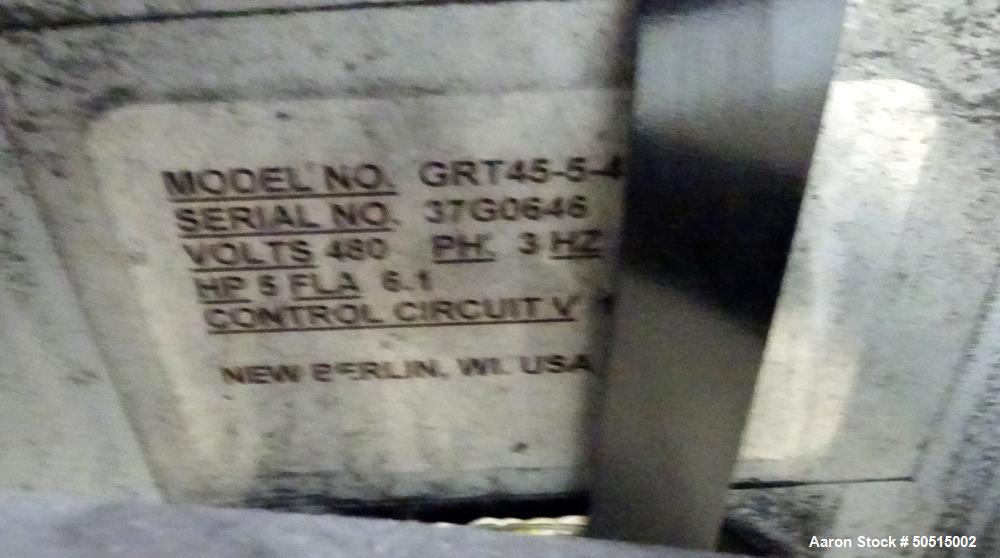 MODEL NO. GRT45-5-4
SERIAL NO. 37G0646
VOLTS 480 PH. 3 HZ
HP 5 FLA 6.1
CONTROL CIRCUIT V 1
NEW BERLIN, WI. USA
Aaron Stock # 50515002